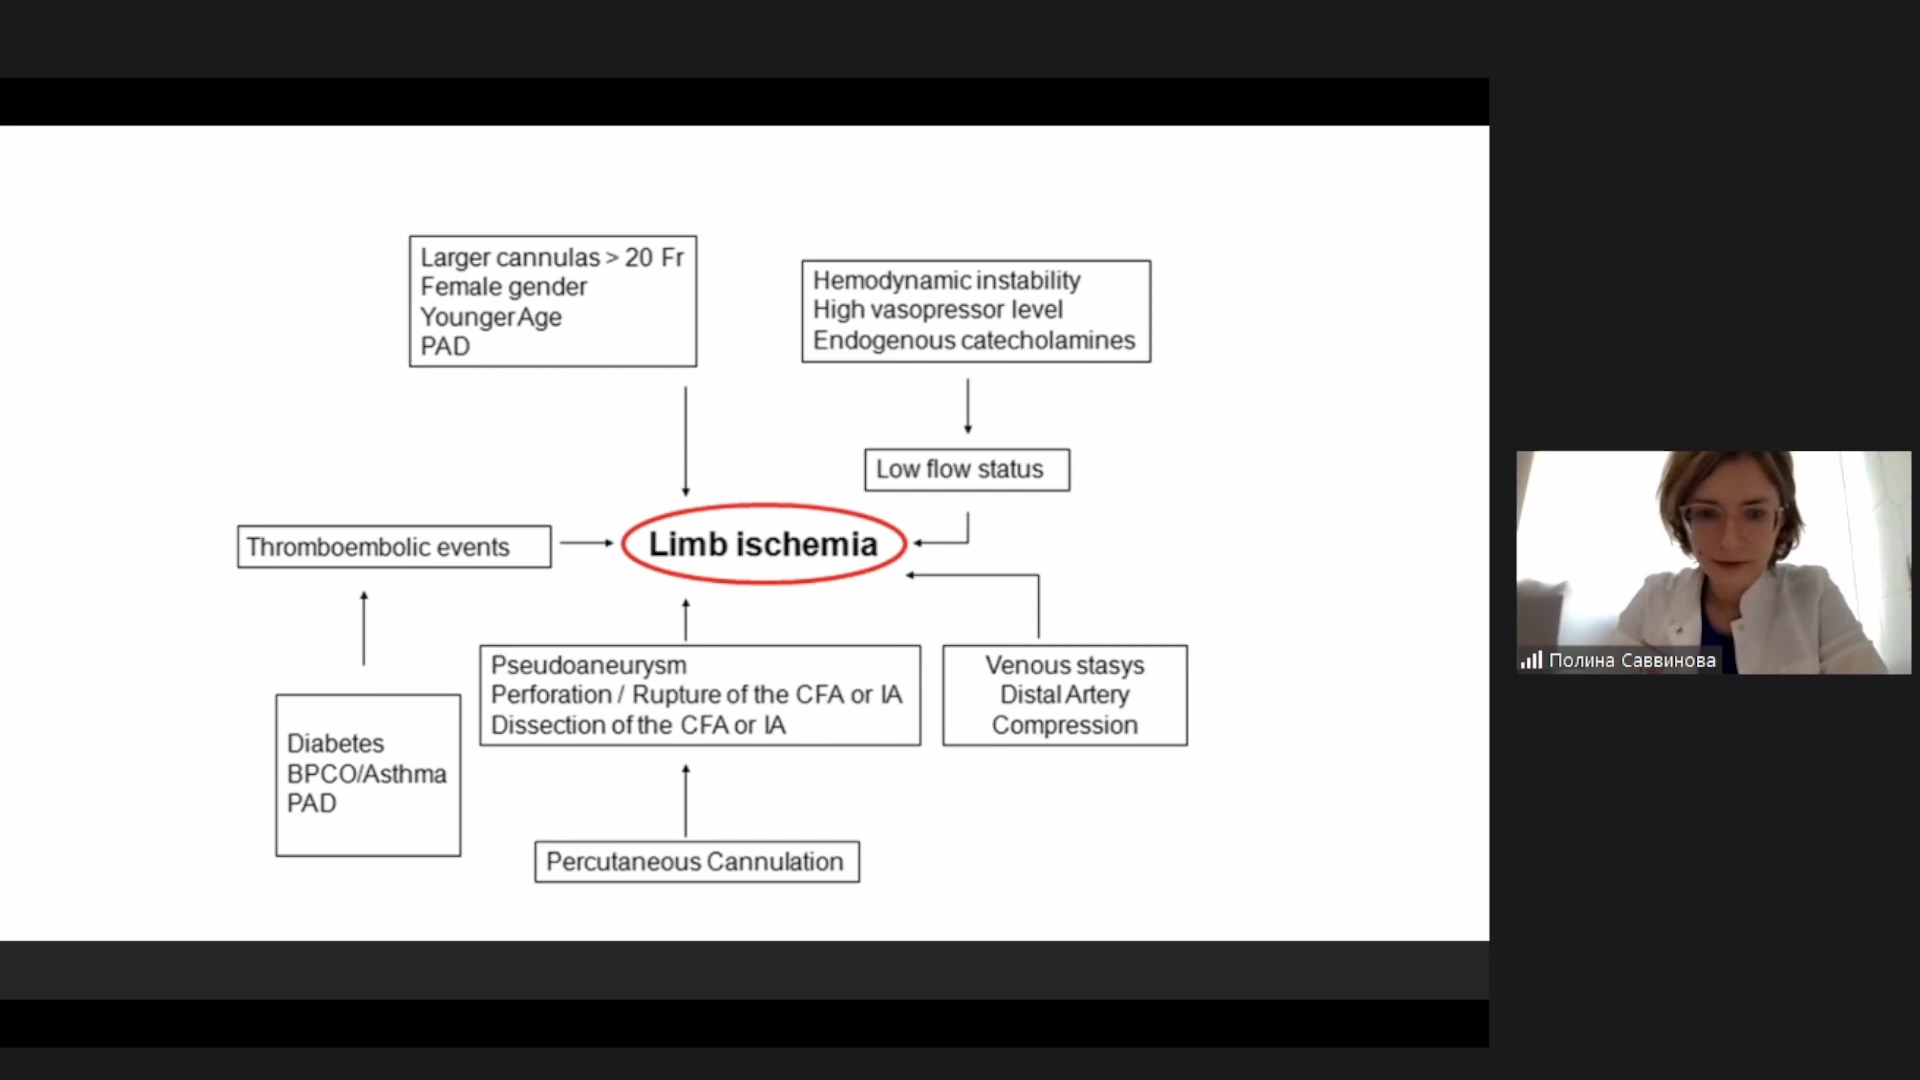 Larger cannulas > 20 Fr
Female gender
Younger Age
PAD
Hemodynamic instability
High vasopressor level
Endogenous catecholamines
Low flow status
Thromboembolic events
Limb ischemia
Pseudoaneurysm
Perforation / Rupture of the CFA or IA
Dissection of the CFA or IA
Venous stasys
Distal Artery
Compression
Diabetes
BPCO/Asthma
PAD
Percutaneous Cannulation
Полина Саввинова